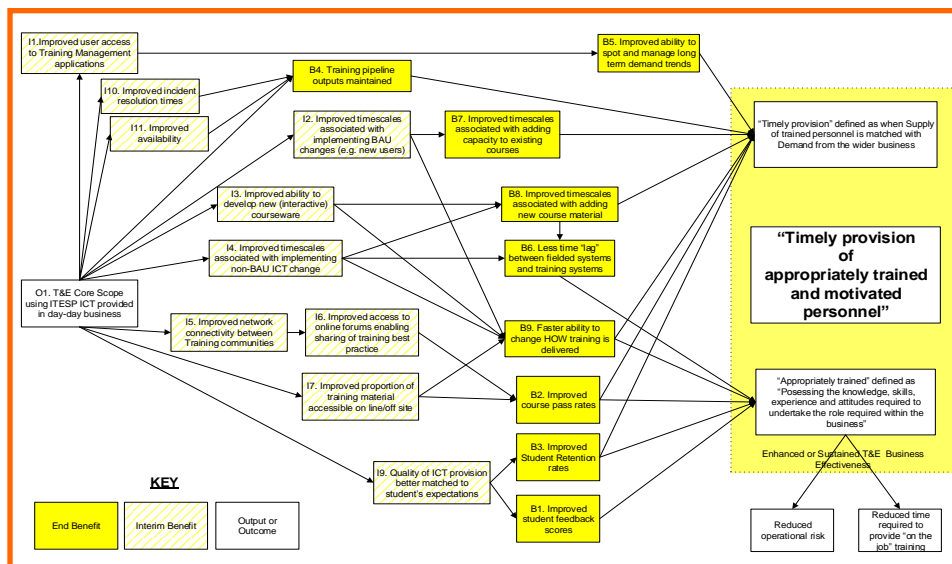 I1.Improved user access
to Training Management
applications
B5. Improved ability to
spot and manage long
term demand trends
B4. Training pipeline
outputs maintained
I10. Improved incident
resolution times
I11. Improved
availability
I2. Improved timescales
associated with
implementing BAU
changes (e.g. new users)
B7. Improved timescales
associated with adding
capacity to existing
courses
"Timely provision" defined as when Supply
of trained personnel is matched with
Demand from the wider business
I3. Improved ability to
develop new (interactive)
courseware
B8. Improved timescales
associated with adding
new course material
I4. Improved timescales
associated with implementing
non-BAU ICT change
B6. Less time "lag"
between fielded systems
and training systems
"Timely provision
of
appropriately trained
and motivated
personnel"
O1. T&E Core Scope
using ITESP ICT provided
in day-day business
I5. Improved network
connectivity between
Training communities
I6. Improved access to
online forums enabling
sharing of training best
practice
B9. Faster ability to
change HOW training is
delivered
I7. Improved proportion of
training material
accessible on line/off site
B2. Improved
course pass rates
"Appropriately trained" defined as
"Posessing the knowledge, skills,
experience and attitudes required to
undertake the role required within the
business"
B3. Improved
Student Retention
rates
I9. Quality of ICT provision
better matched to
student's expectations
B1. Improved
student feedback
scores
Enhanced or Sustained T&E Business
Effectiveness
KEY
End Benefit
Interim Benefit
Output or
Outcome
Reduced
operational risk
Reduced time
required to
provide "on the
job" training